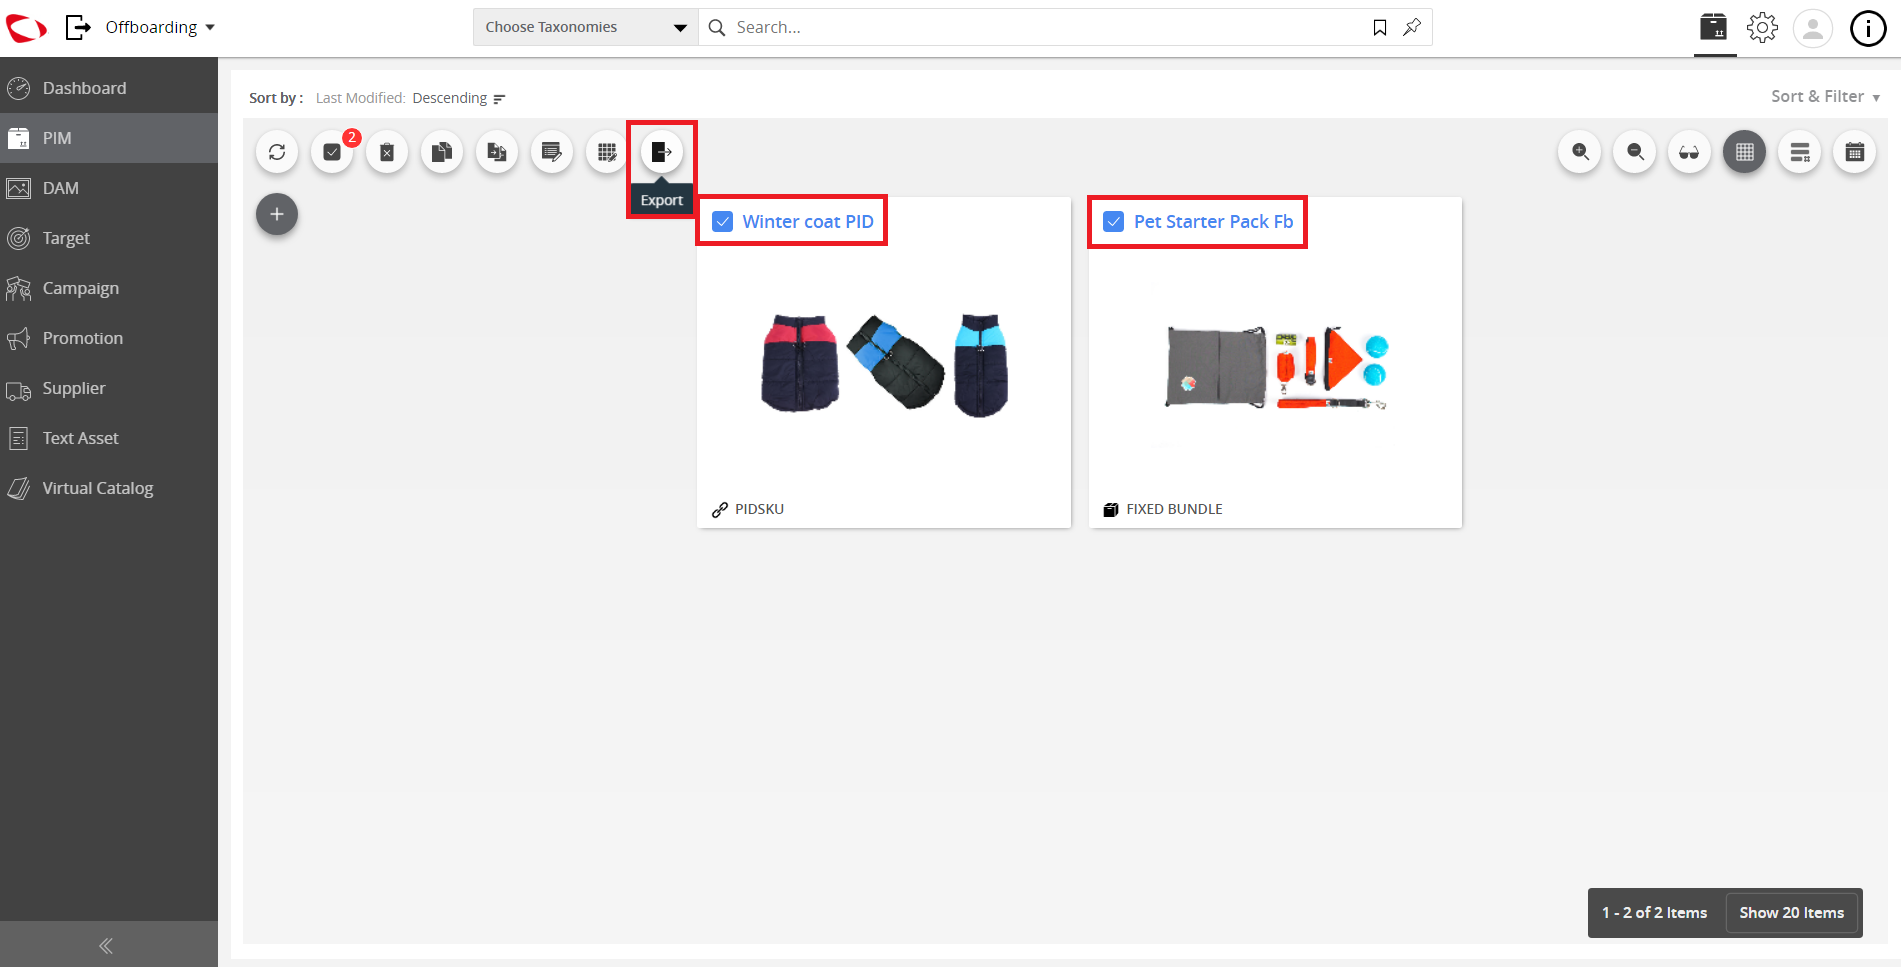 Offboarding
Choose Taxonomies
Search...
i
Dashboard
PIM
DAM
Target
Campaign
Promotion
Supplier
Text Asset
Virtual Catalog
Sort by : Last Modified: Descending
Sort & Filter
2
Export
Winter coat PID
Pet Starter Pack Fb
PIDSKU
FIXED BUNDLE
1 - 2 of 2 Items
Show 20 Items